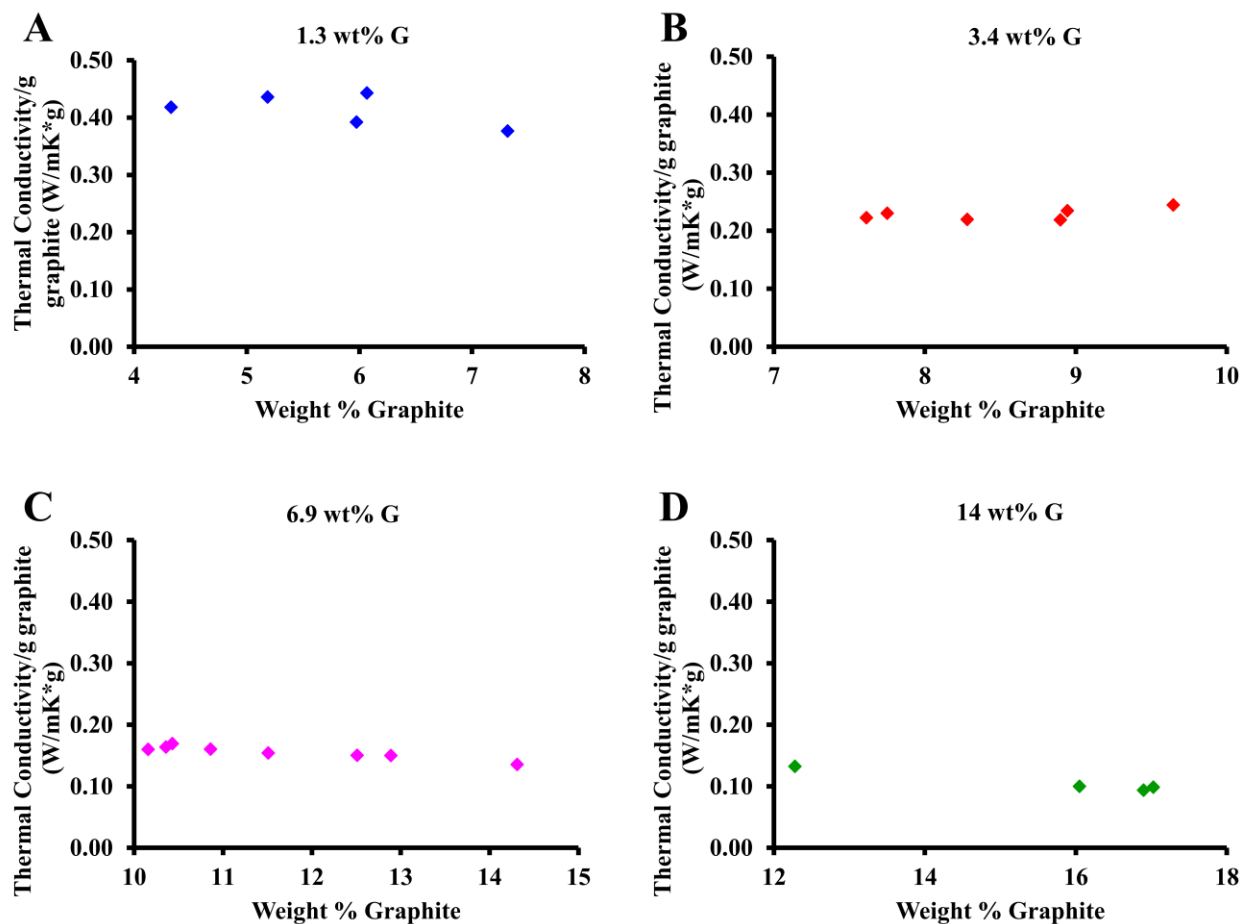 A
1.3 wt% G
Thermal Conductivity/g
graphite (W/mK*g)
0.50
0.40
0.30
0.20
0.10
0.00
4 5 6 7 8
Weight % Graphite
B
3.4 wt% G
Thermal Conductivity/g graphite
(W/mK*g)
0.50
0.40
0.30
0.20
0.10
0.00
7 8 9 10
Weight % Graphite
C
6.9 wt% G
Thermal Conductivity/g graphite
(W/mK*g)
0.50
0.40
0.30
0.20
0.10
0.00
10 11 12 13 14 15
Weight % Graphite
D
14 wt% G
Thermal Conductivity/g graphite
(W/mK*g)
0.50
0.40
0.30
0.20
0.10
0.00
12 14 16 18
Weight % Graphite